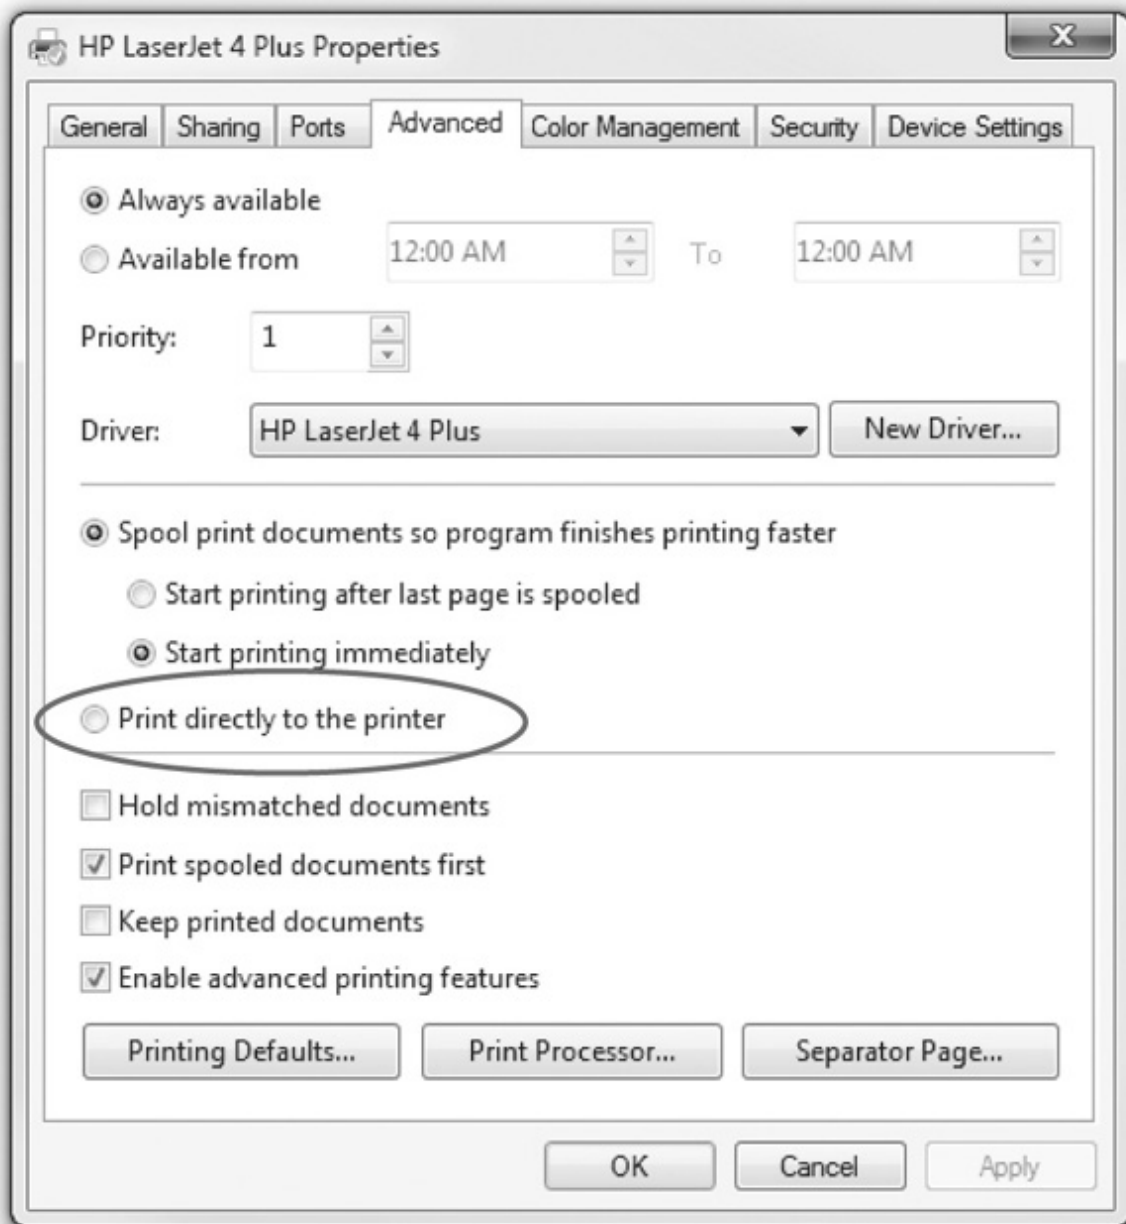 HP LaserJet 4 Plus Properties
X
General Sharing Ports Advanced Color Management Security Device Settings
Always available
Available from 12:00 AM To 12:00 AM
Priority: 1
Driver: HP LaserJet 4 Plus New Driver...
Spool print documents so program finishes printing faster
Start printing after last page is spooled
Start printing immediately
Print directly to the printer
Hold mismatched documents
Print spooled documents first
Keep printed documents
Enable advanced printing features
Printing Defaults... Print Processor... Separator Page...
OK Cancel Apply